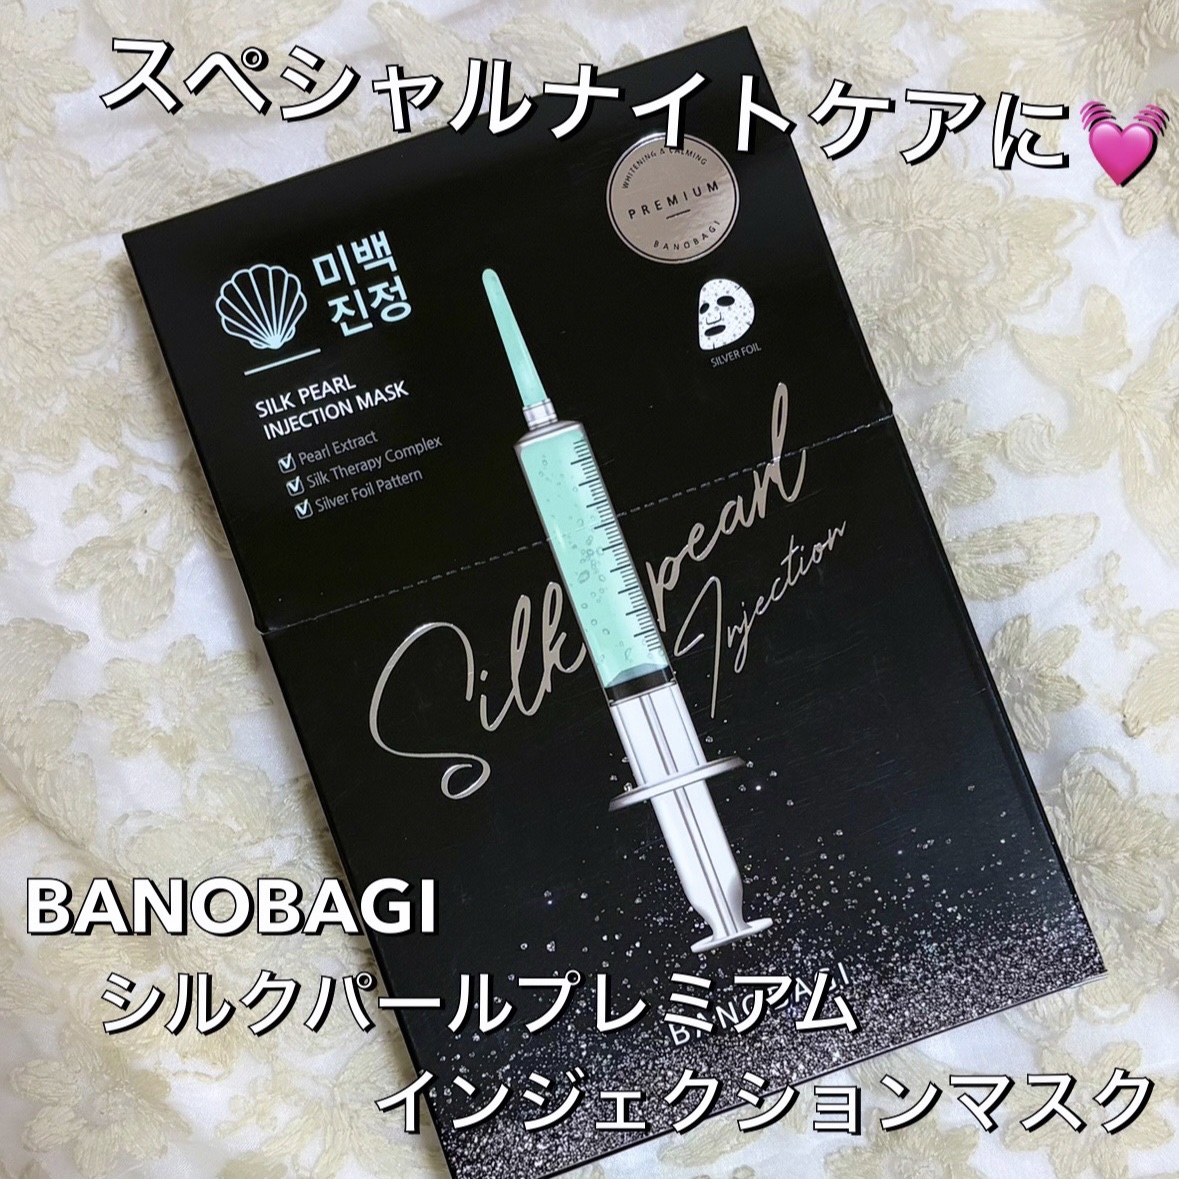 スペシャルナイトケアに💓
WHITENING & CALMING
PREMIUM
BANOBAGI
미백
진정
SILVER FOIL
SILK PEARL
INJECTION MASK
Pearl Extract
Silk Therapy Complex
Silver Foil Pattern
Silk pearl
Injection
BANOBAGI
シルクパールプレミアム
BANOBAGI
インジェクションマスク